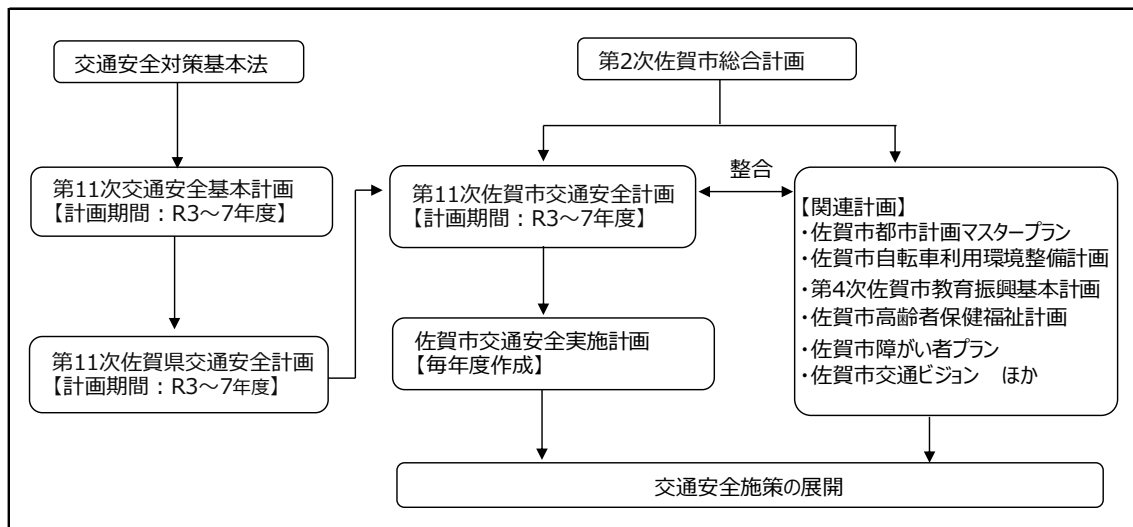 交通安全対策基本法
第2次佐賀市総合計画
第11次交通安全基本計画
【計画期間：R3～7年度】
第11次佐賀県交通安全計画
【計画期間：R3～7年度】
第11次佐賀市交通安全計画
【計画期間：R3～7年度】
整合
【関連計画】
・佐賀市都市計画マスタープラン
・佐賀市自転車利用環境整備計画
・第4次佐賀市教育振興基本計画
・佐賀市高齢者保健福祉計画
・佐賀市障がい者プラン
・佐賀市交通ビジョン　ほか
佐賀市交通安全実施計画
【毎年度作成】
交通安全施策の展開